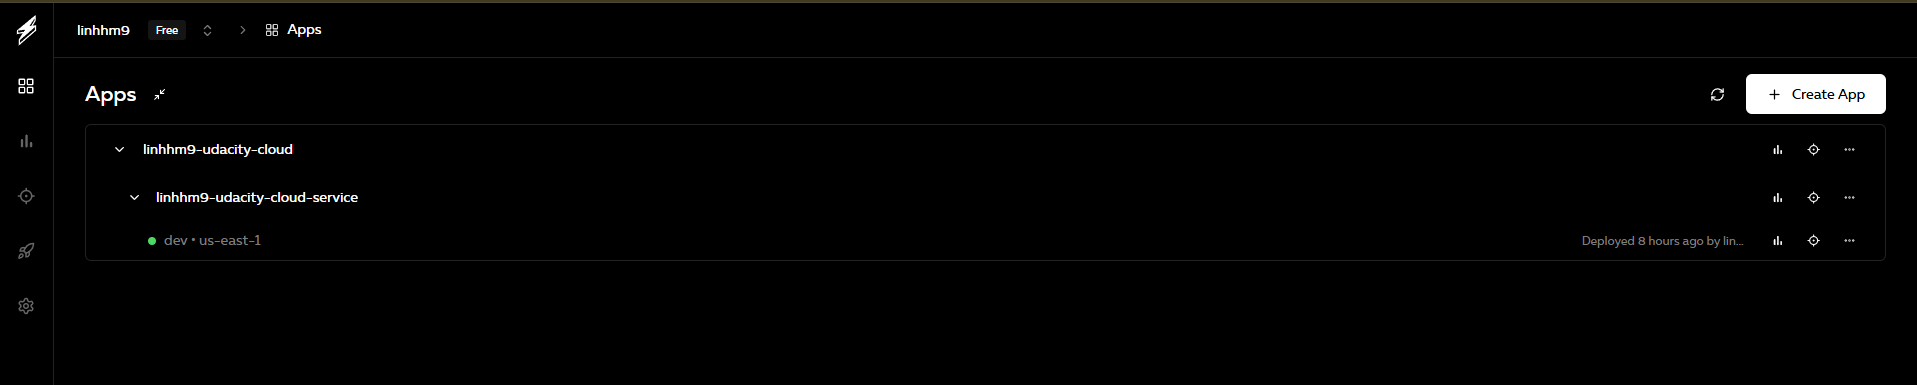 linhhm9 Free Apps
Apps
Create App
linhhm9-udacity-cloud
linhhm9-udacity-cloud-service
dev • us-east-1 Deployed 8 hours ago by lin...